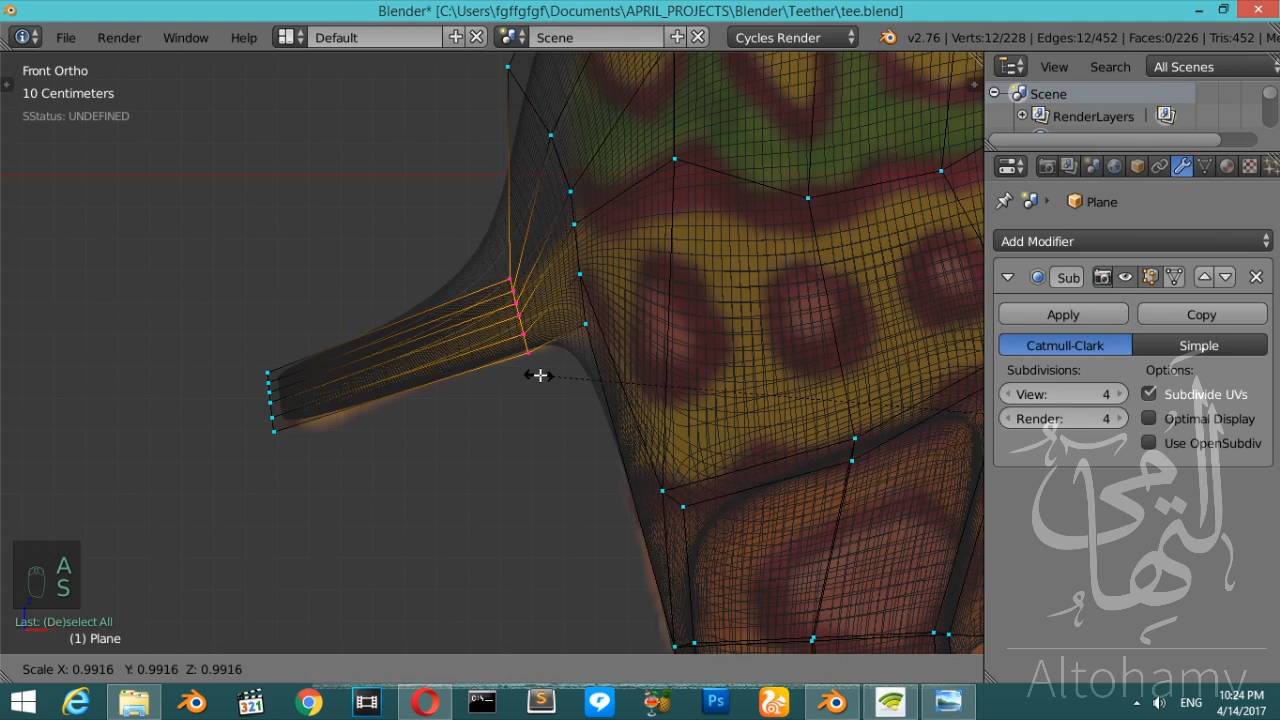 Blender* [C:\Users\fgffgfgf\Documents\APRIL_PROJECTS\Blender\Teether\tee.blend]
File Render Window Help Default Scene Cycles Render v2.76 | Verts:12/228 | Edges:12/452 | Faces:0/226 | Tris:452 | Me
Front Ortho
10 Centimeters
SStatus: UNDEFINED
View Search All Scenes
Scene
RenderLayers
Plane
Add Modifier
Sub
Apply Copy
Catmull-Clark Simple
Subdivisions: Options:
View: 4 Subdivide UVs
Render: 4 Optimal Display
Use OpenSubdiv
A
S
Last: (De)select All
(1) Plane
Scale X: 0.9916 Y: 0.9916 Z: 0.9916
التهامي
Altohamy
321
Ps
ENG
10:24 PM
4/14/2017